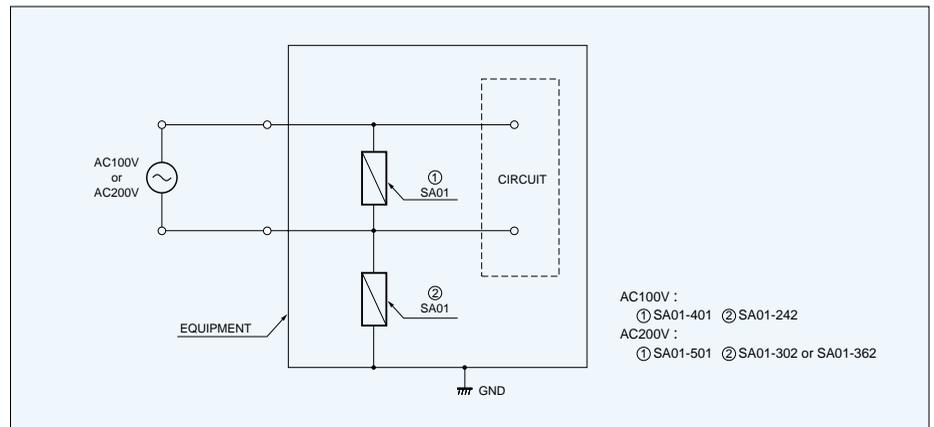 AC100V
or
AC200V
①
SA01
CIRCUIT
②
SA01
EQUIPMENT
GND
AC100V :
① SA01-401 ② SA01-242
AC200V :
① SA01-501 ② SA01-302 or SA01-362